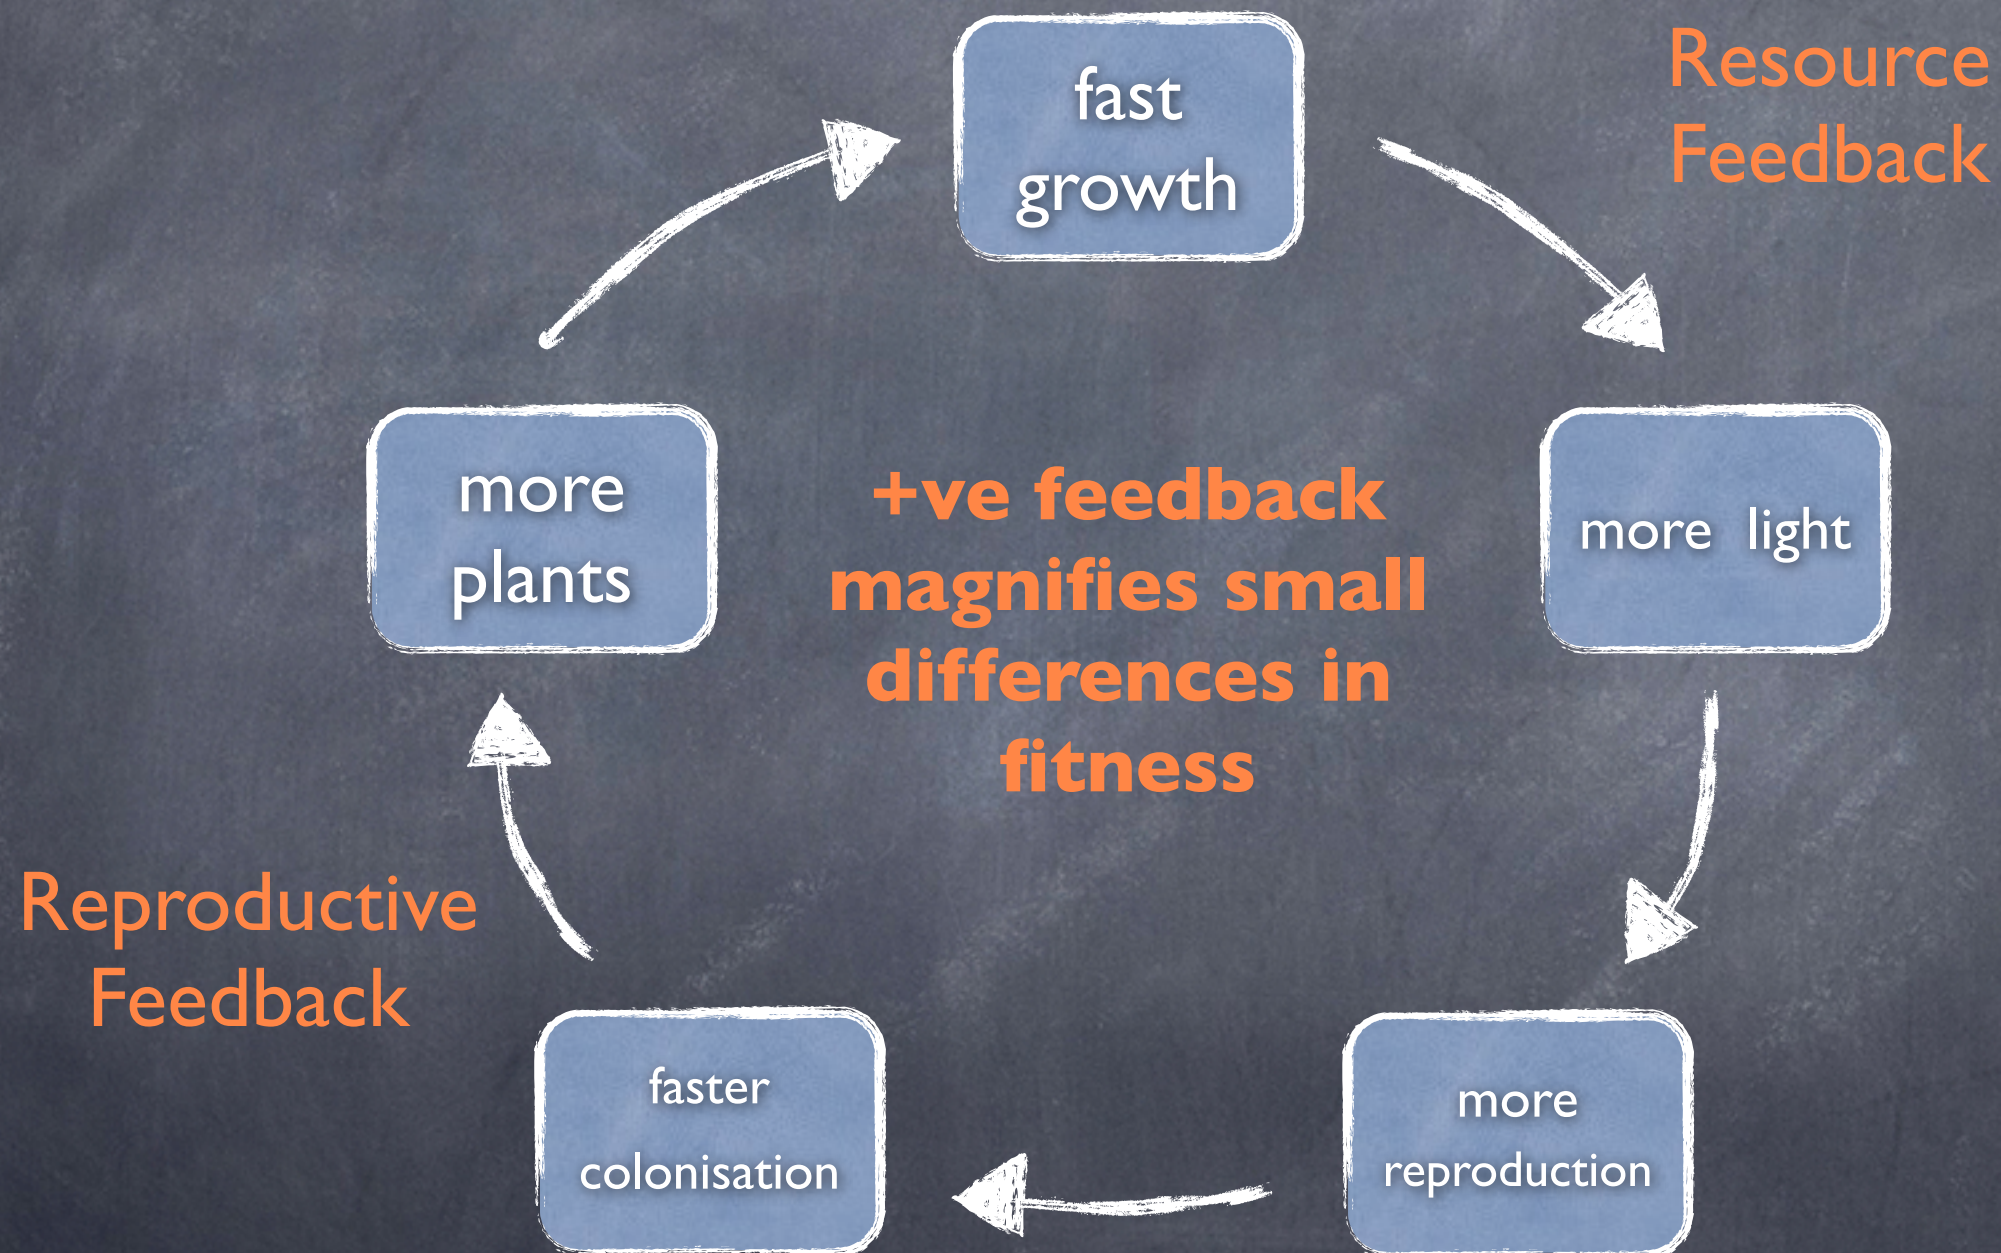 fast
growth
Resource
Feedback
more light
more
reproduction
faster
colonisation
Reproductive
Feedback
more
plants
+ve feedback
magnifies small
differences in
fitness